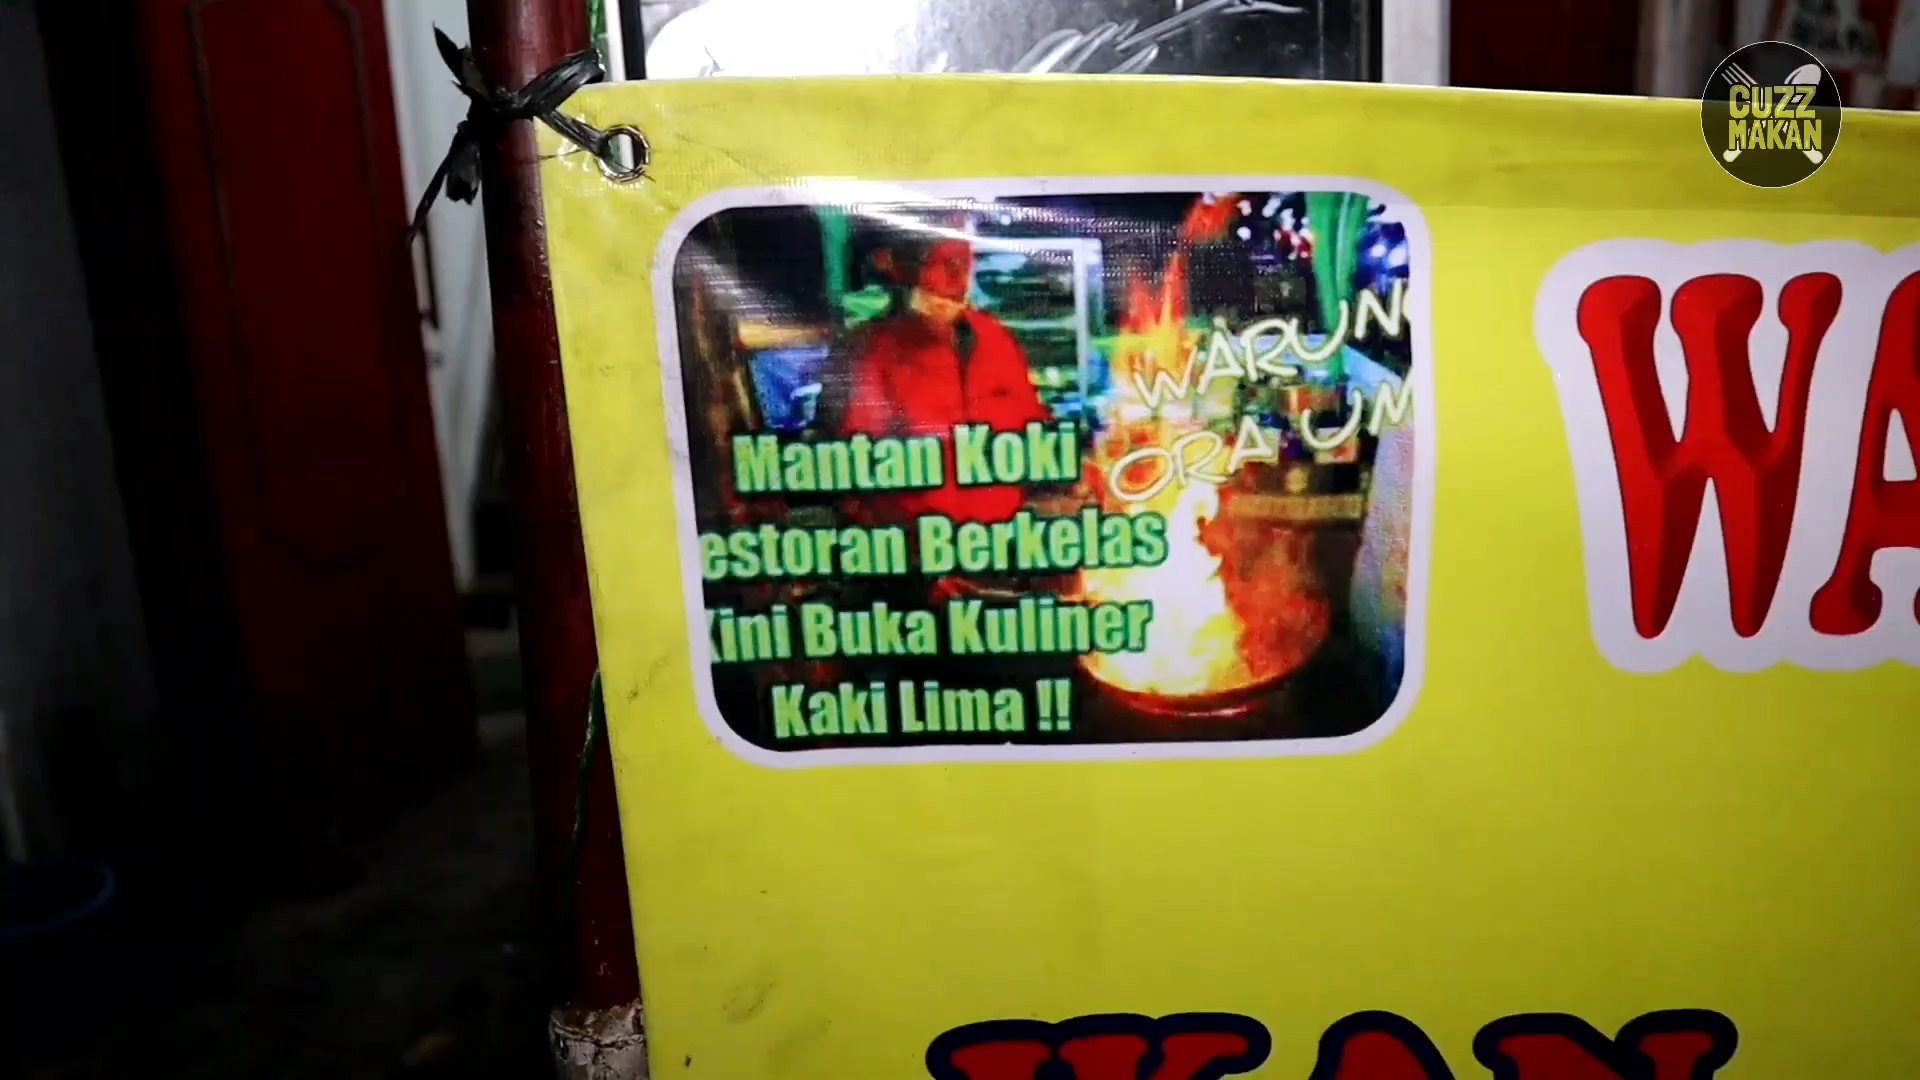 CUZZ
MAKAN
WARUNG
ORA UM
Mantan Koki
estoran Berkelas
Kini Buka Kuliner
Kaki Lima !!
WA